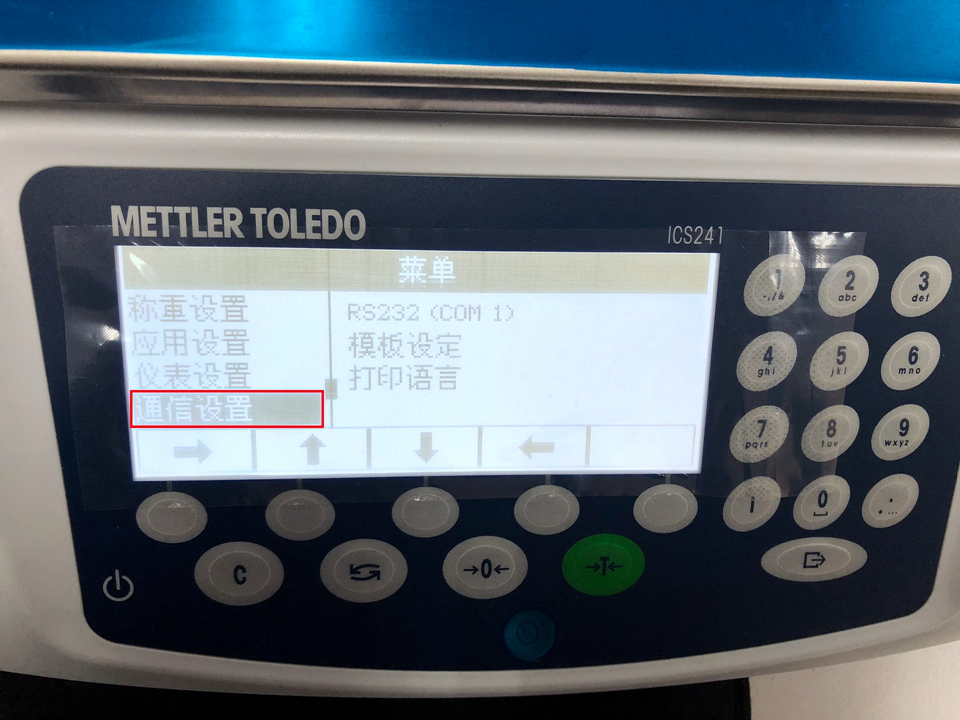 METTLER TOLEDO
ICS241
菜单
称重设置
应用设置
仪表设置
通信设置
RS232 (COM 1)
模板设定
打印语言
1
-,/&
2
abc
3
def
4
ghi
5
jkl
6
mno
7
pqrs
8
tuv
9
wxyz
i
0
.
C
→0←
→T←